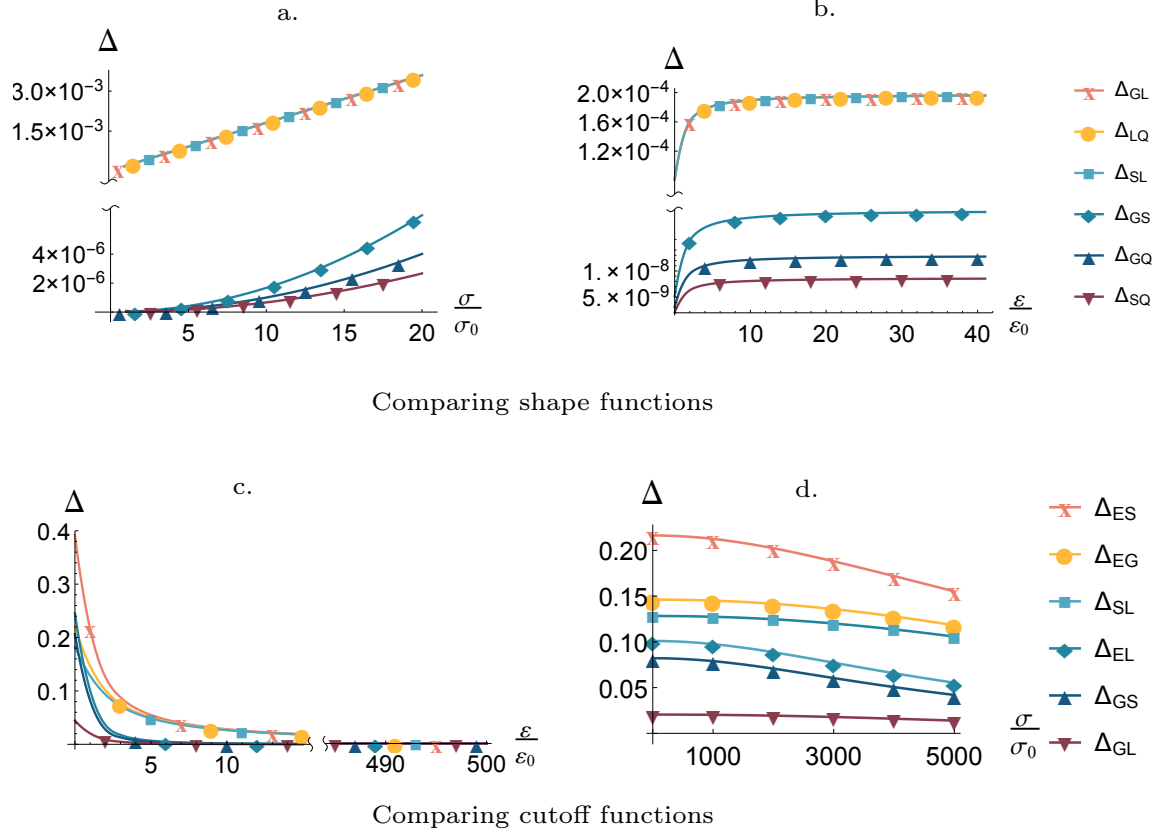 a.
b.
Δ
3.0×10⁻³
1.5×10⁻³
4×10⁻⁶
2×10⁻⁶
5 10 15 20
σ/σ₀
Δ
2.0×10⁻⁴
1.6×10⁻⁴
1.2×10⁻⁴
1.×10⁻⁸
5.×10⁻⁹
0 10 20 30 40
ε/ε₀
Δ_GL
Δ_LQ
Δ_SL
Δ_GS
Δ_GQ
Δ_SQ
Comparing shape functions
c.
d.
Δ
0.4
0.3
0.2
0.1
5 10 490 500
ε/ε₀
Δ
0.20
0.15
0.10
0.05
1000 3000 5000
σ/σ₀
Δ_ES
Δ_EG
Δ_SL
Δ_EL
Δ_GS
Δ_GL
Comparing cutoff functions